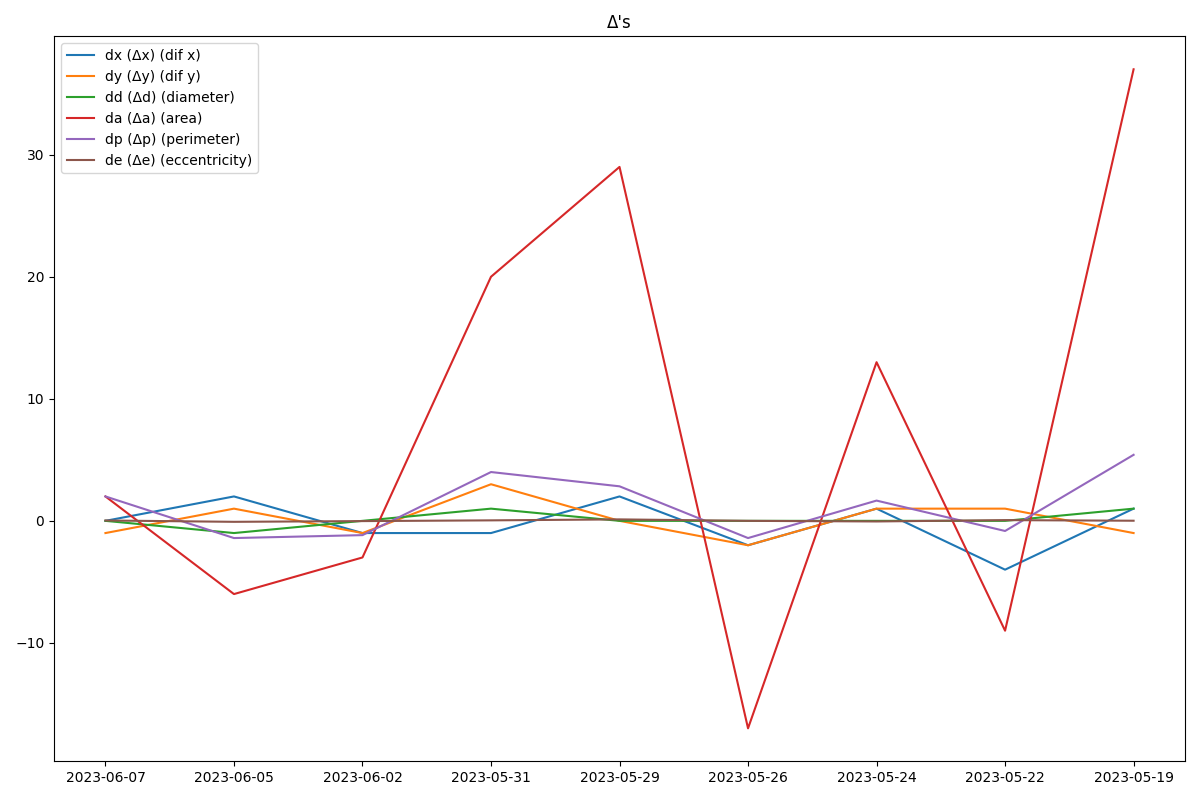 Δ's
dx (Δx) (dif x)
dy (Δy) (dif y)
dd (Δd) (diameter)
da (Δa) (area)
dp (Δp) (perimeter)
de (Δe) (eccentricity)
30
20
10
0
−10
2023-06-07 2023-06-05 2023-06-02 2023-05-31 2023-05-29 2023-05-26 2023-05-24 2023-05-22 2023-05-19